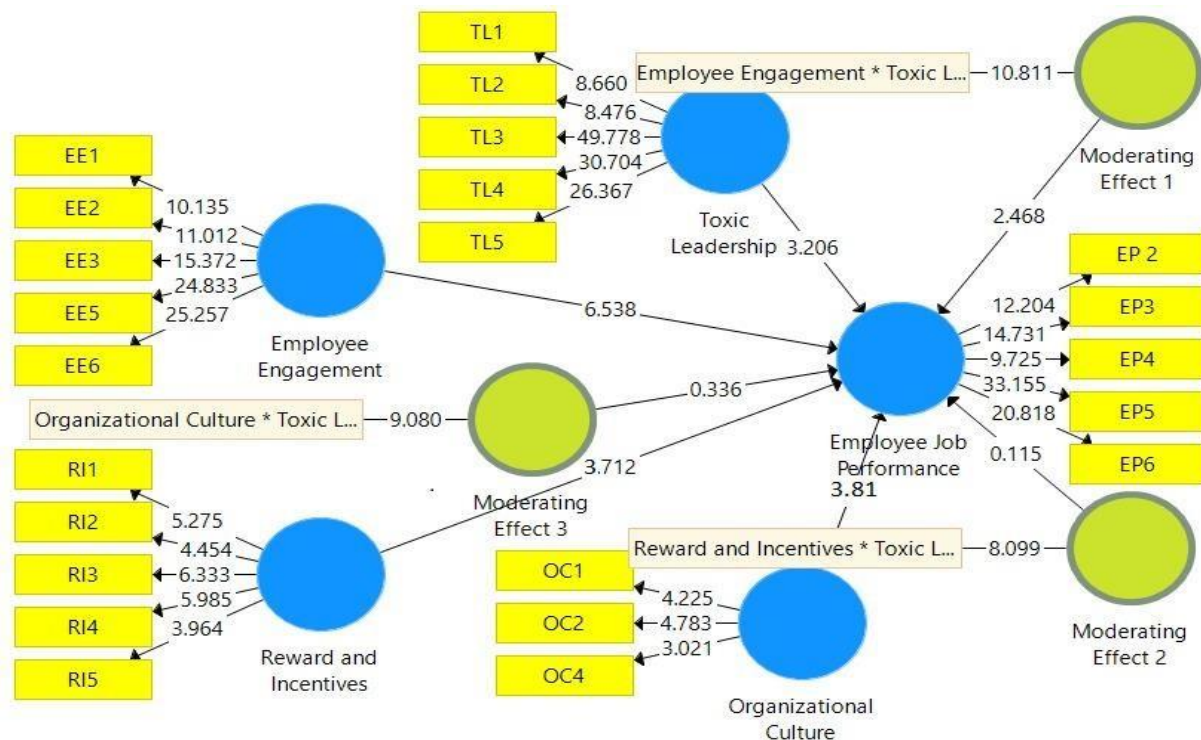 TL1
TL2
TL3
TL4
TL5
8.660
8.476
49.778
30.704
26.367
Employee Engagement * Toxic L...
10.811
Moderating
Effect 1
Toxic
Leadership
3.206
2.468
EE1
EE2
EE3
EE5
EE6
10.135
11.012
15.372
24.833
25.257
Employee
Engagement
6.538
EP 2
EP3
EP4
EP5
EP6
12.204
14.731
9.725
33.155
20.818
Employee Job
Performance
Organizational Culture * Toxic L...
9.080
0.336
Moderating
Effect 3
3.712
0.115
3.81
RI1
RI2
RI3
RI4
RI5
5.275
4.454
6.333
5.985
3.964
Reward and
Incentives
Reward and Incentives * Toxic L...
8.099
Moderating
Effect 2
OC1
OC2
OC4
4.225
4.783
3.021
Organizational
Culture